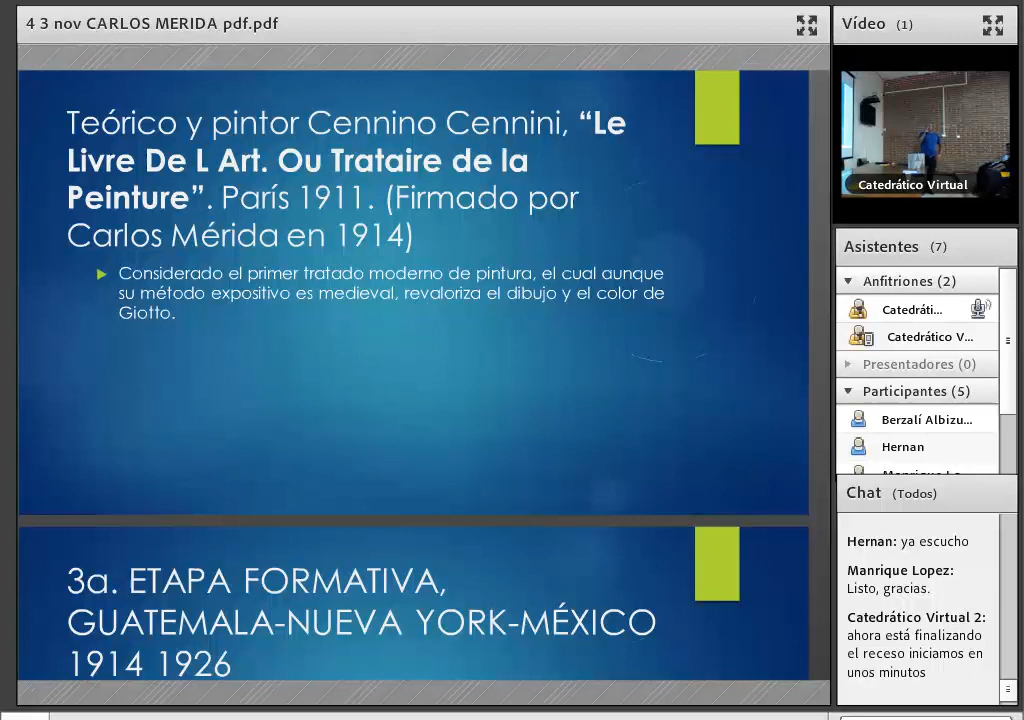 4 3 nov CARLOS MERIDA pdf.pdf
Teórico y pintor Cennino Cennini, “Le
Livre De L Art. Ou Trataire de la
Peinture”. París 1911. (Firmado por
Carlos Mérida en 1914)
Considerado el primer tratado moderno de pintura, el cual aunque
su método expositivo es medieval, revaloriza el dibujo y el color de
Giotto.
3a. ETAPA FORMATIVA,
GUATEMALA-NUEVA YORK-MÉXICO
1914 1926
Vídeo (1)
Catedrático Virtual
Asistentes (7)
Anfitriones (2)
Catedráti...
Catedrático V...
Presentadores (0)
Participantes (5)
Berzalí Albizu...
Hernan
Chat (Todos)
Hernan: ya escucho
Manrique Lopez:
Listo, gracias.
Catedrático Virtual 2:
ahora está finalizando
el receso iniciamos en
unos minutos